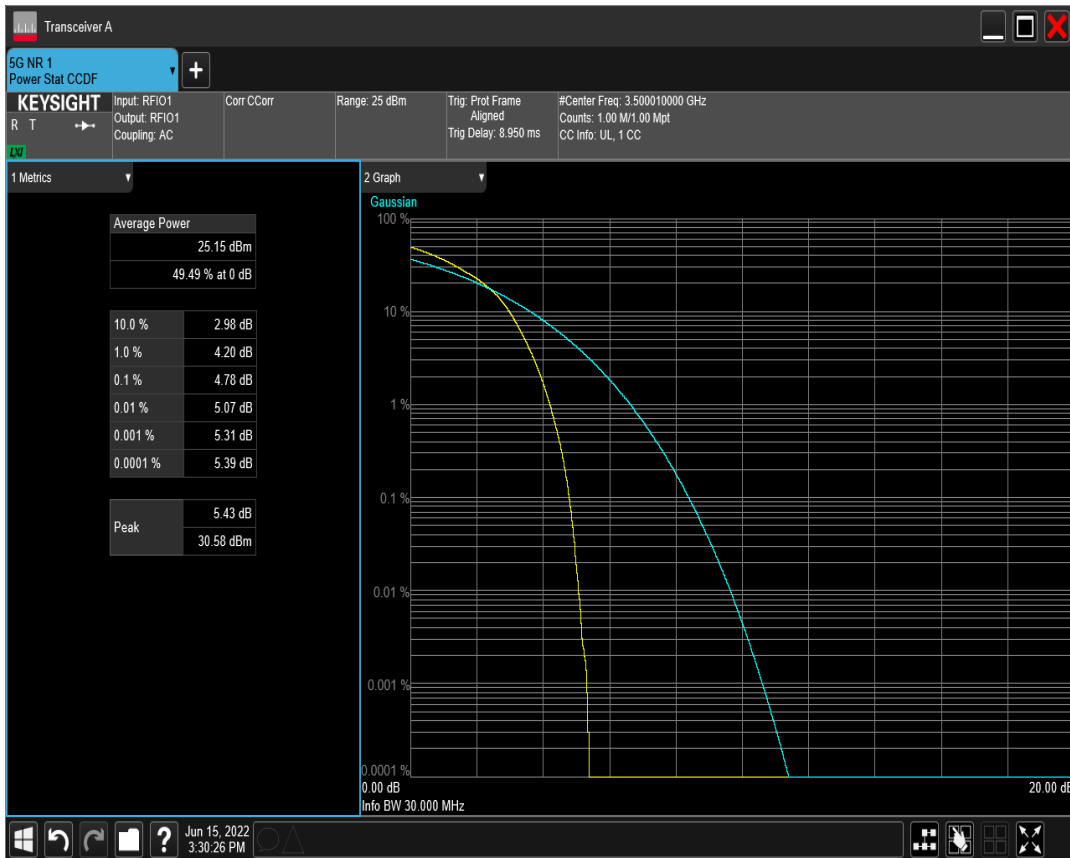 Transceiver A
5G NR 1
Power Stat CCDF
+
KEYSIGHT
R T
LXI
Input: RFIO1
Output: RFIO1
Coupling: AC
Corr CCorr
Range: 25 dBm
Trig: Prot Frame
Aligned
Trig Delay: 8.950 ms
#Center Freq: 3.500010000 GHz
Counts: 1.00 M/1.00 Mpt
CC Info: UL, 1 CC
1 Metrics
Average Power
25.15 dBm
49.49 % at 0 dB
10.0 % 2.98 dB
1.0 % 4.20 dB
0.1 % 4.78 dB
0.01 % 5.07 dB
0.001 % 5.31 dB
0.0001 % 5.39 dB
Peak
5.43 dB
30.58 dBm
2 Graph
Gaussian
100 %
10 %
1 %
0.1 %
0.01 %
0.001 %
0.0001 %
0.00 dB
20.00 dB
Info BW 30.000 MHz
?
Jun 15, 2022
3:30:26 PM